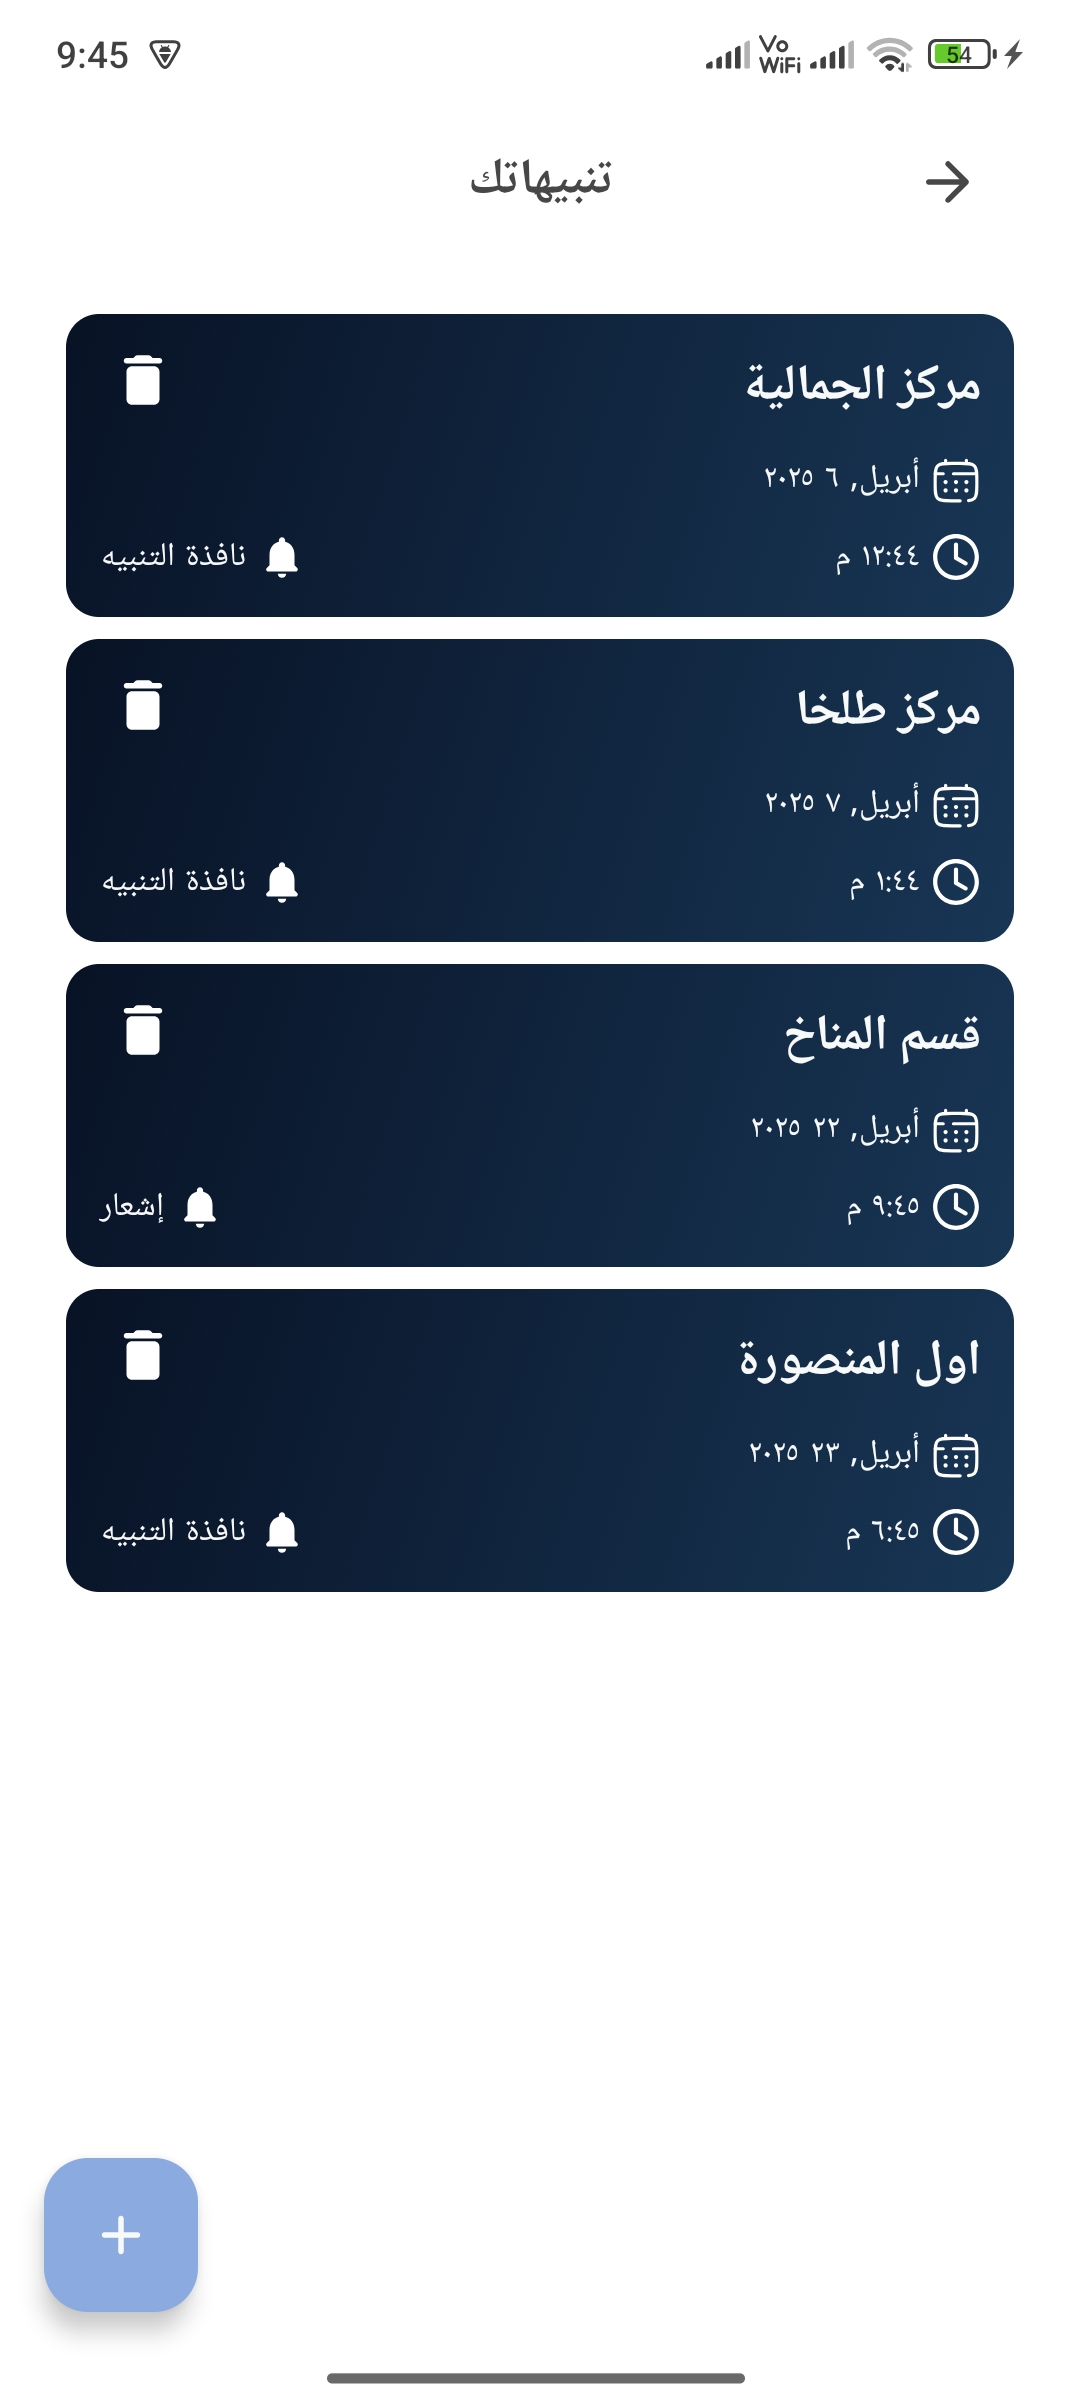 9:45
Vo WiFi
54
تنبيهاتك
مركز الجمالية
أبريل, ٦ ٢٠٢٥
١٢:٤٤ م
نافذة التنبيه
مركز طلخا
أبريل, ٧ ٢٠٢٥
١:٤٤ م
نافذة التنبيه
قسم المناخ
أبريل, ٢٢ ٢٠٢٥
٩:٤٥ م
إشعار
اول المنصورة
أبريل, ٢٣ ٢٠٢٥
٦:٤٥ م
نافذة التنبيه